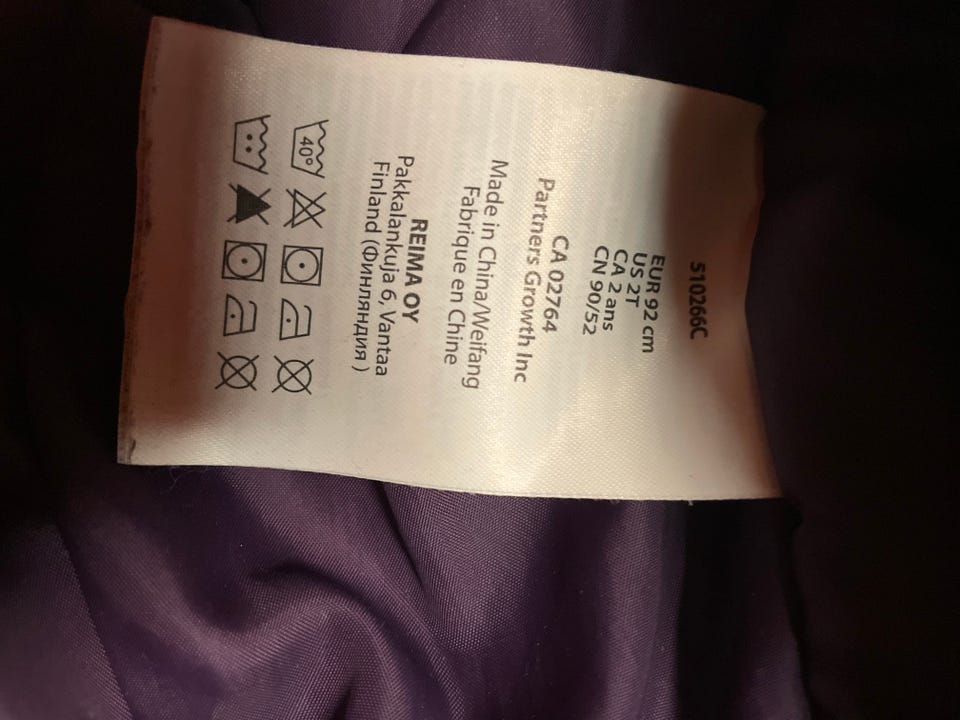 510266C
EUR 92 cm
US 2T
CA 2 ans
CN 90/52
CA 02764
Partners Growth Inc
Made in China/Weifang
Fabrique en Chine
REIMA OY
Pakkalankuja 6, Vantaa
Finland (Финляндия)
40°